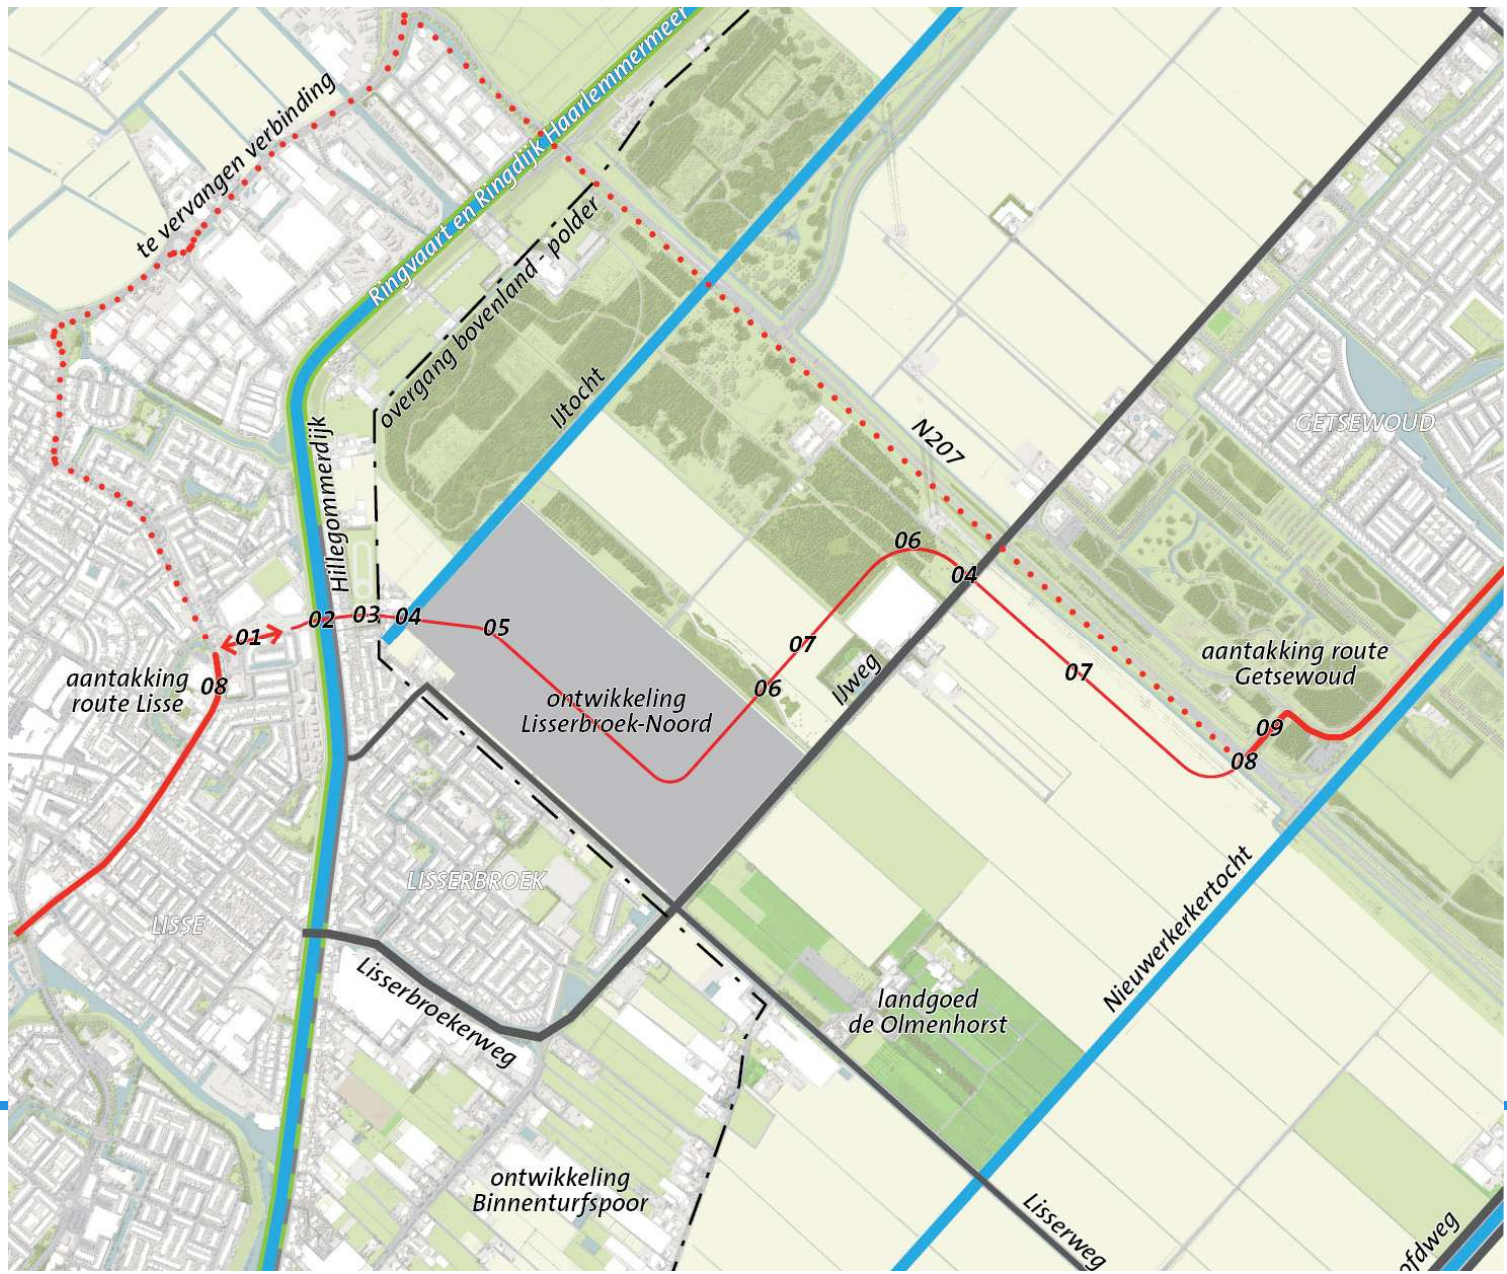 te vervangen verbinding
Ringvaart en Ringdijk Haarlemmermeer
overgang bovenland - polder
IJtocht
N207
GETSEWOUD
Hillegommerdijk
06
04
01
02
03
04
05
07
06
07
IJweg
aantakking route
Getsewoud
aantakking
route Lisse
08
ontwikkeling
Lisserbroek-Noord
09
08
LISSERBROEK
LISSE
Nieuwerkerkertocht
Lisserbroekerweg
landgoed
de Olmenhorst
ontwikkeling
Binnenturfspoor
Lisserweg
ofdweg